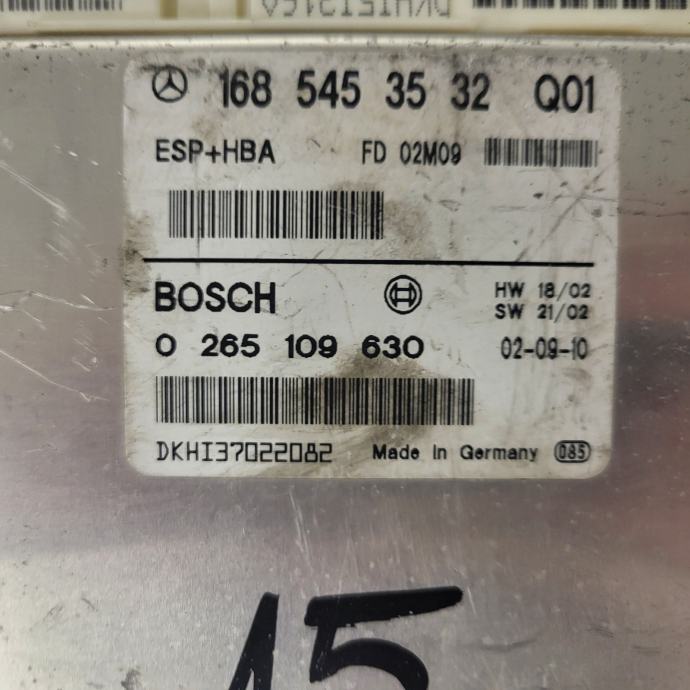 168 545 35 32 Q01
ESP+HBA FD 02M09
BOSCH
HW 18/02
SW 21/02
0 265 109 630 02-09-10
DKHI37022082 Made In Germany 085
15